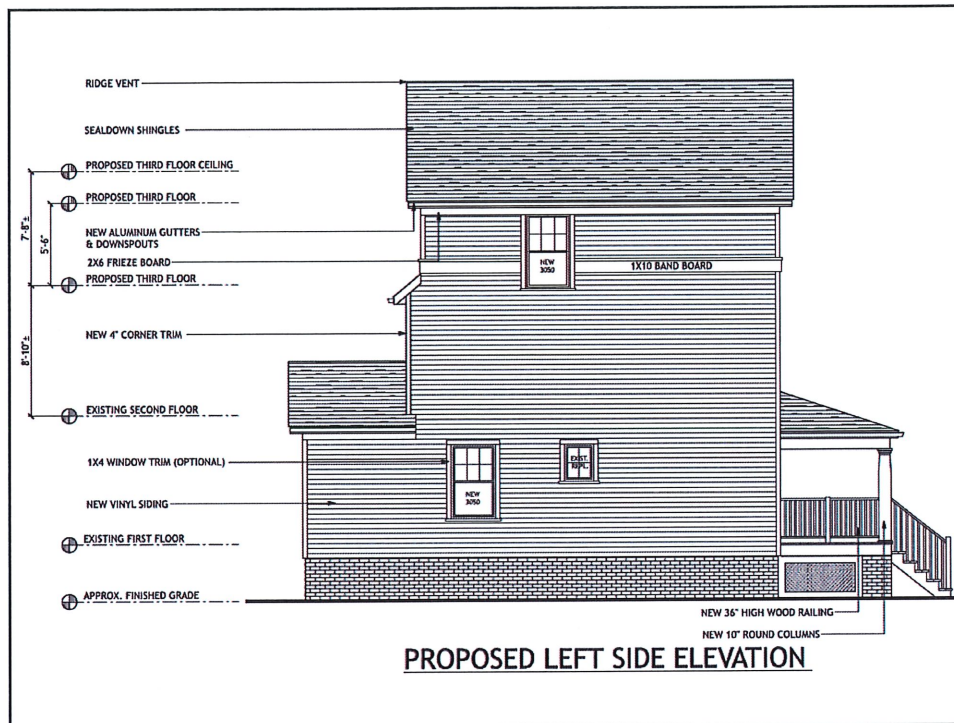 RIDGE VENT
SEALDOWN SHINGLES
PROPOSED THIRD FLOOR CEILING
PROPOSED THIRD FLOOR
7'-8"±
5'-6"
NEW ALUMINUM GUTTERS
& DOWNSPOUTS
2X6 FRIEZE BOARD
PROPOSED THIRD FLOOR
NEW
3050
1X10 BAND BOARD
NEW 4" CORNER TRIM
8'-10"±
EXISTING SECOND FLOOR
1X4 WINDOW TRIM (OPTIONAL)
EXIST.
REPL.
NEW
3050
NEW VINYL SIDING
EXISTING FIRST FLOOR
APPROX. FINISHED GRADE
NEW 36" HIGH WOOD RAILING
NEW 10" ROUND COLUMNS
PROPOSED LEFT SIDE ELEVATION